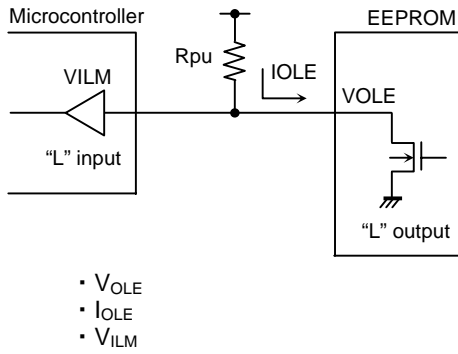 Microcontroller
EEPROM
Rpu
IOLE
VILM
VOLE
“L” input
“L” output
・VOLE
・IOLE
・VILM